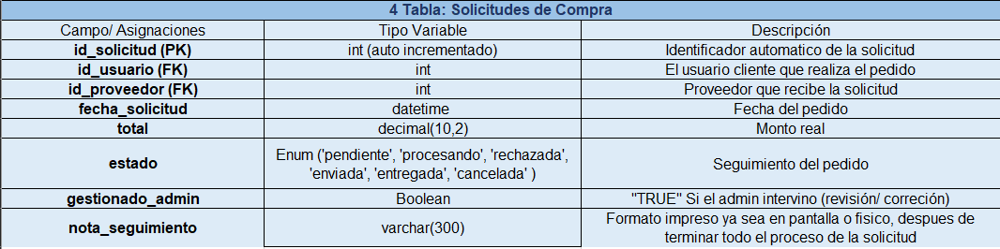 4 Tabla: Solicitudes de Compra
Campo/ Asignaciones Tipo Variable Descripción
id_solicitud (PK) int (auto incrementado) Identificador automatico de la solicitud
id_usuario (FK) int El usuario cliente que realiza el pedido
id_proveedor (FK) int Proveedor que recibe la solicitud
fecha_solicitud datetime Fecha del pedido
total decimal(10,2) Monto real
estado Enum ('pendiente', 'procesando', 'rechazada', 'enviada', 'entregada', 'cancelada' ) Seguimiento del pedido
gestionado_admin Boolean "TRUE" Si el admin intervino (revisión/ correción)
nota_seguimiento varchar(300) Formato impreso ya sea en pantalla o fisico, despues de terminar todo el proceso de la solicitud